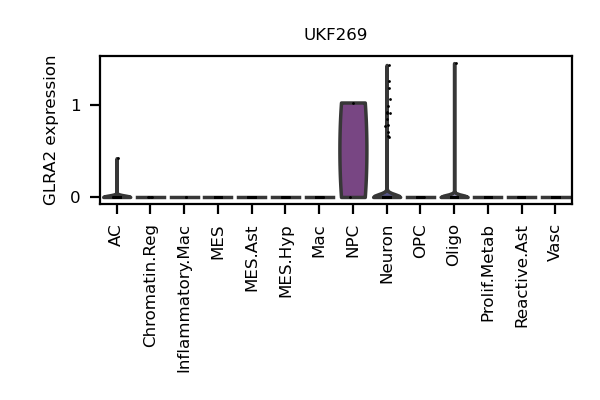 UKF269
GLRA2 expression
1
0
AC
Chromatin.Reg
Inflammatory.Mac
MES
MES.Ast
MES.Hyp
Mac
NPC
Neuron
OPC
Oligo
Prolif.Metab
Reactive.Ast
Vasc